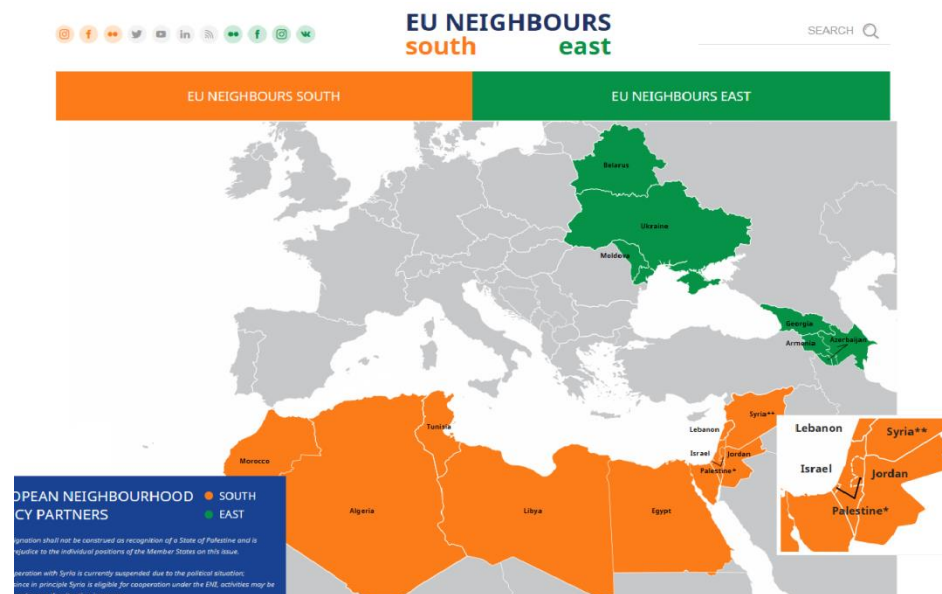 EU NEIGHBOURS
south east
SEARCH
EU NEIGHBOURS SOUTH
EU NEIGHBOURS EAST
Belarus
Ukraine
Moldova
Georgia
Armenia
Azerbaijan
Tunisia
Morocco
Algeria
Libya
Egypt
Syria**
Lebanon
Israel
Jordan
Palestine*
Lebanon
Syria**
Israel
Jordan
Palestine*
OPEAN NEIGHBOURHOOD
CY PARTNERS
SOUTH
EAST
ignation shall not be construed as recognition of a State of Palestine and is
rejudice to the individual positions of the Member States on this issue.
peration with Syria is currently suspended due to the political situation;
since in principle Syria is eligible for cooperation under the ENI, activities may be